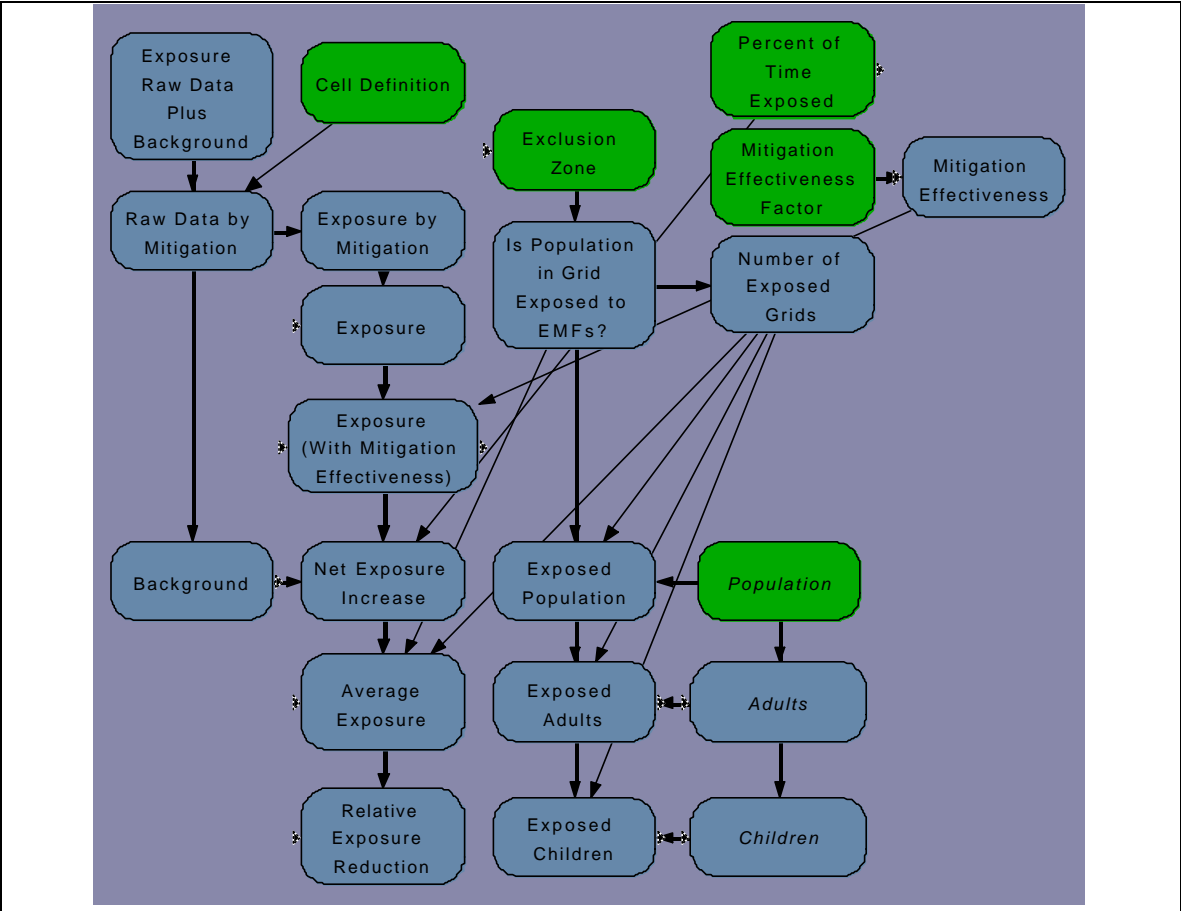 Exposure
Raw Data
Plus
Background
Cell Definition
Percent of
Time
Exposed
Exclusion
Zone
Mitigation
Effectiveness
Factor
Mitigation
Effectiveness
Raw Data by
Mitigation
Exposure by
Mitigation
Is Population
in Grid
Exposed to
EMFs?
Number of
Exposed
Grids
Exposure
Exposure
(With Mitigation
Effectiveness)
Background
Net Exposure
Increase
Exposed
Population
Population
Average
Exposure
Exposed
Adults
Adults
Relative
Exposure
Reduction
Exposed
Children
Children